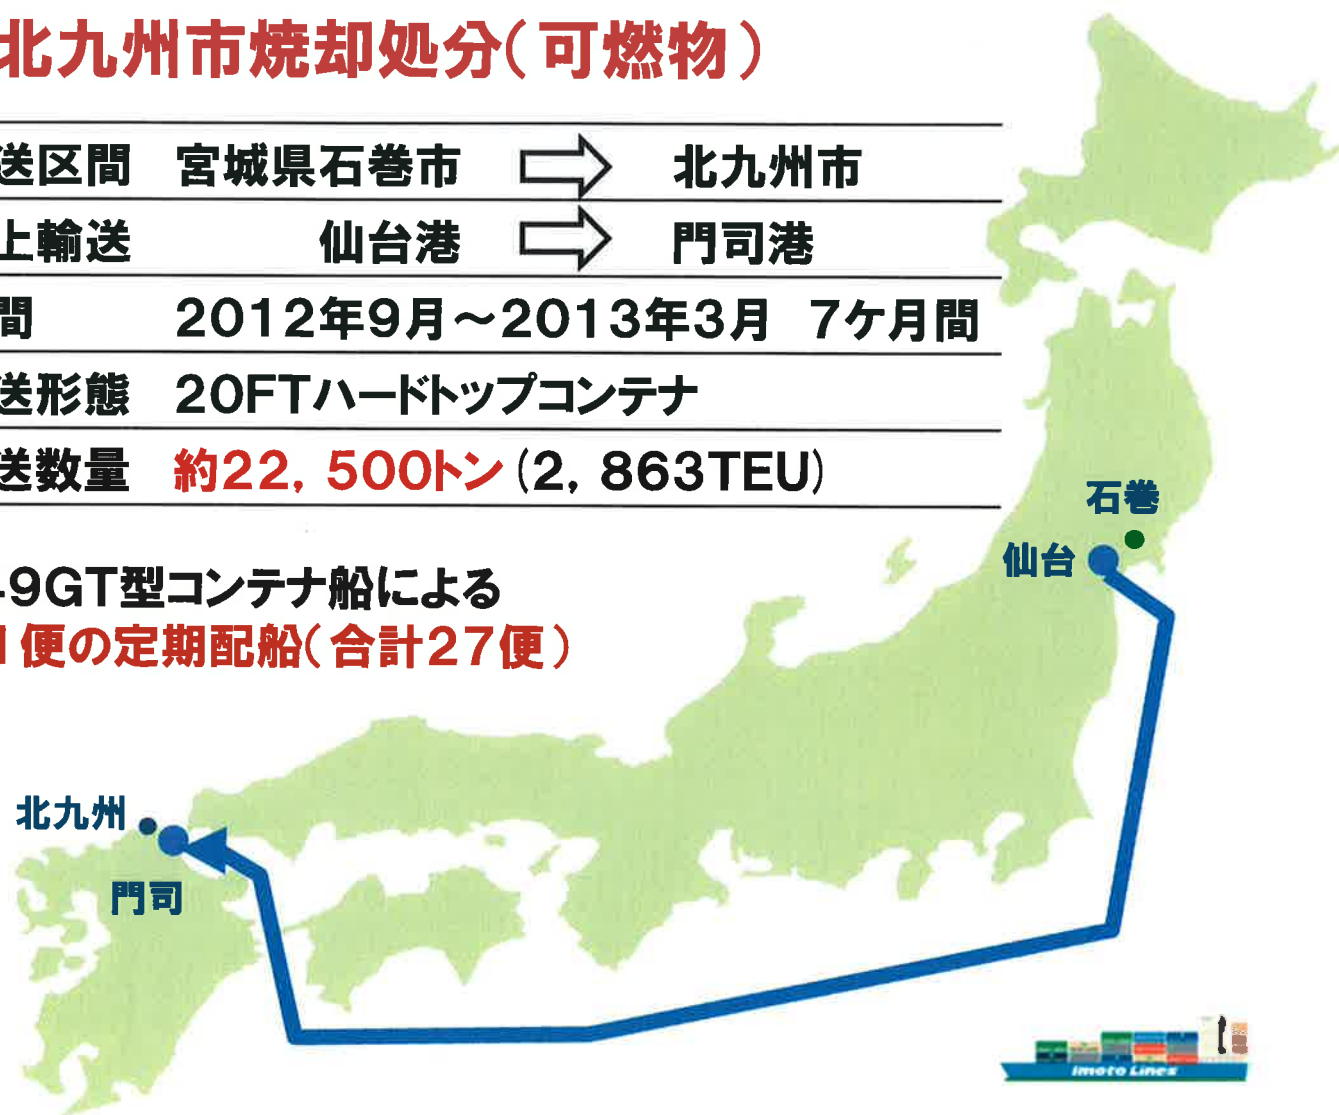 北九州市焼却処分(可燃物)
送区間 宮城県石巻市 ⇨ 北九州市
上輸送 仙台港 ⇨ 門司港
間 2012年9月～2013年3月 7ケ月間
送形態 20FTハードトップコンテナ
送数量 約22，500トン(2，863TEU)
石巻
仙台
9GT型コンテナ船による
便の定期配船(合計27便)
北九州
門司
Imoto Lines